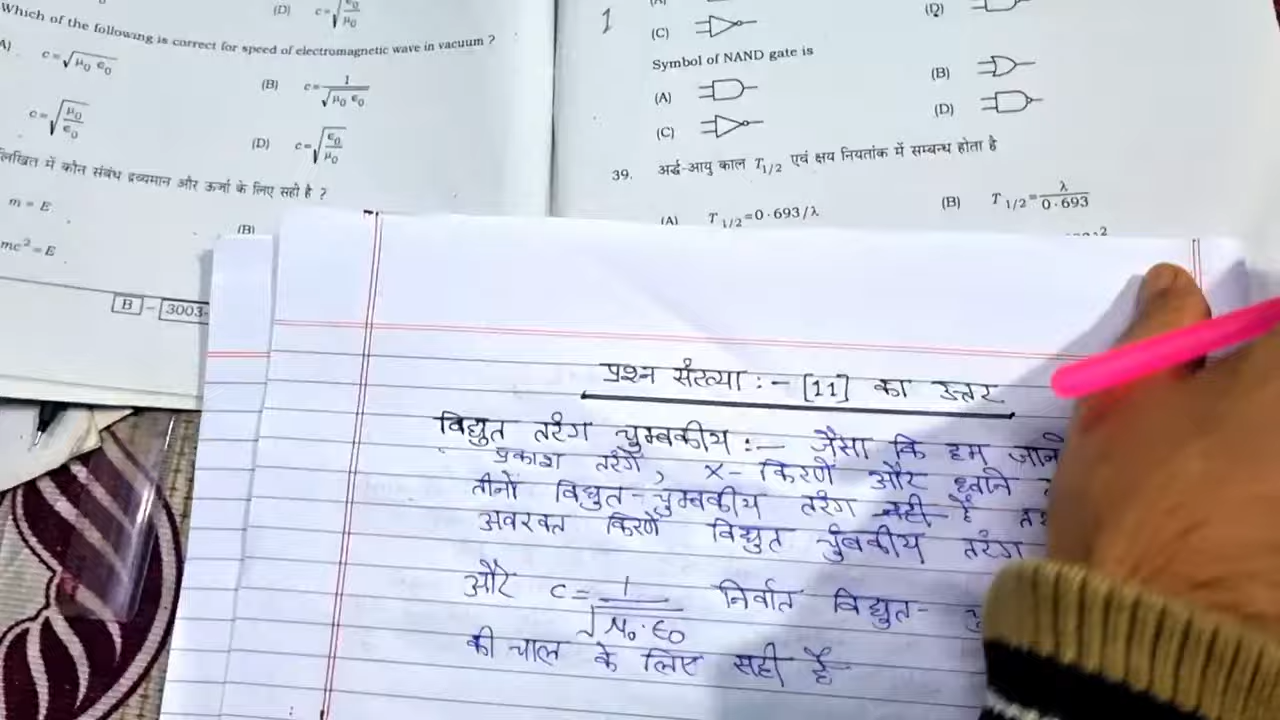 (D) c=√ε₀/μ₀
Which of the following is correct for speed of electromagnetic wave in vacuum ?
A) c=√μ₀ ε₀
(B) c=1/√μ₀ ε₀
c=√μ₀/ε₀
(D) c=√ε₀/μ₀
लिखित में कौन संबंध द्रव्यमान और ऊर्जा के लिए सही है ?
m = E
(B)
mc²=E
B - 3003-
1
(C)
(D)
Symbol of NAND gate is
(A)
(B)
(C)
(D)
39. अर्द्ध-आयु काल T₁/₂ एवं क्षय नियतांक में सम्बन्ध होता है
(A) T₁/₂=0·693/λ
(B) T₁/₂=λ/0·693
प्रश्न संख्या :- [11] का उत्तर
विद्युत तरंग चुम्बकीय :- जैसा कि हम
प्रकाश तरंगें, X- किरणें और ध्वनि
तीनों विद्युत-चुम्बकीय तरंग नही है
अवरक्त किरणें विद्युत चुंबकीय तरंग
और c=1/√μ₀·ε₀ निर्वात विद्युत-
की चाल के लिए सही है